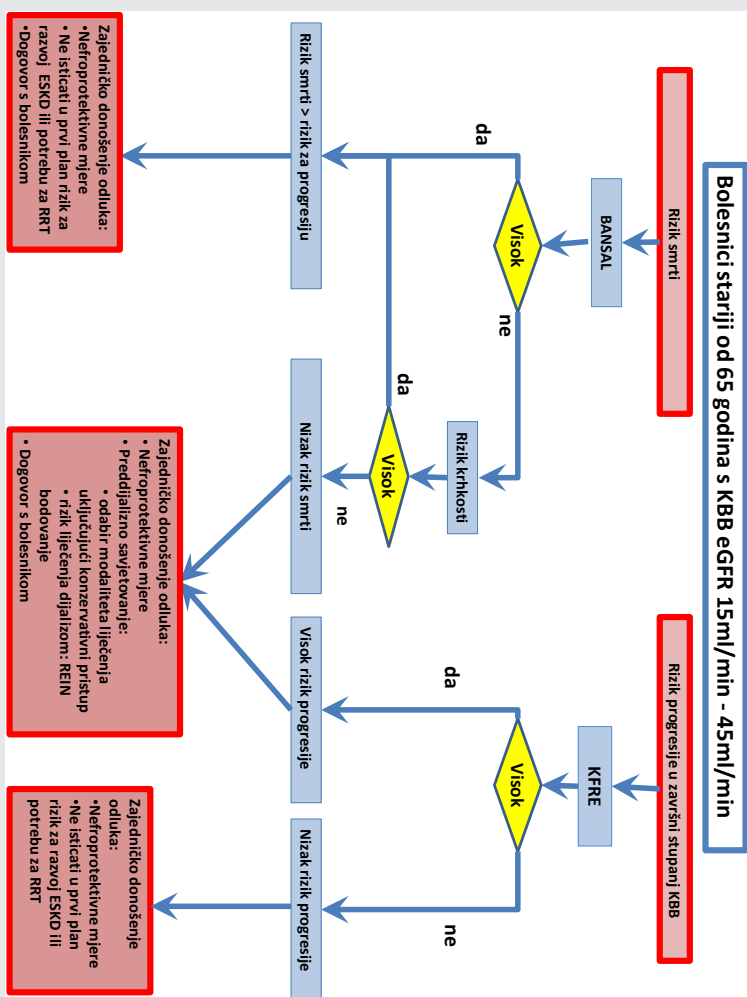 Bolesnici stariji od 65 godina s KBB eGFR 15ml/min - 45ml/min
Rizik smrti
BANSAL
Visok
da
ne
Rizik krhkosti
Visok
da
ne
Rizik smrti > rizik za progresiju
Nizak rizik smrti
Zajedničko donošenje odluka:
•Nefroprotektivne mjere
• Ne isticati u prvi plan rizik za
razvoj ESKD ili potrebu za RRT
•Dogovor s bolesnikom
Rizik progresije u završni stupanj KBB
KFRE
Visok
da
ne
Visok rizik progresije
Nizak rizik progresije
Zajedničko donošenje odluka:
• Nefroprotektivne mjere
• Preddijalizno savjetovanje:
• odabir modaliteta liječenja
uključujući konzervativni pristup
• rizik liječenja dijalizom: REIN
bodovanje
• Dogovor s bolesnikom
Zajedničko donošenje
odluka:
•Nefroprotektivne mjere
•Ne isticati u prvi plan
rizik za razvoj ESKD ili
potrebu za RRT